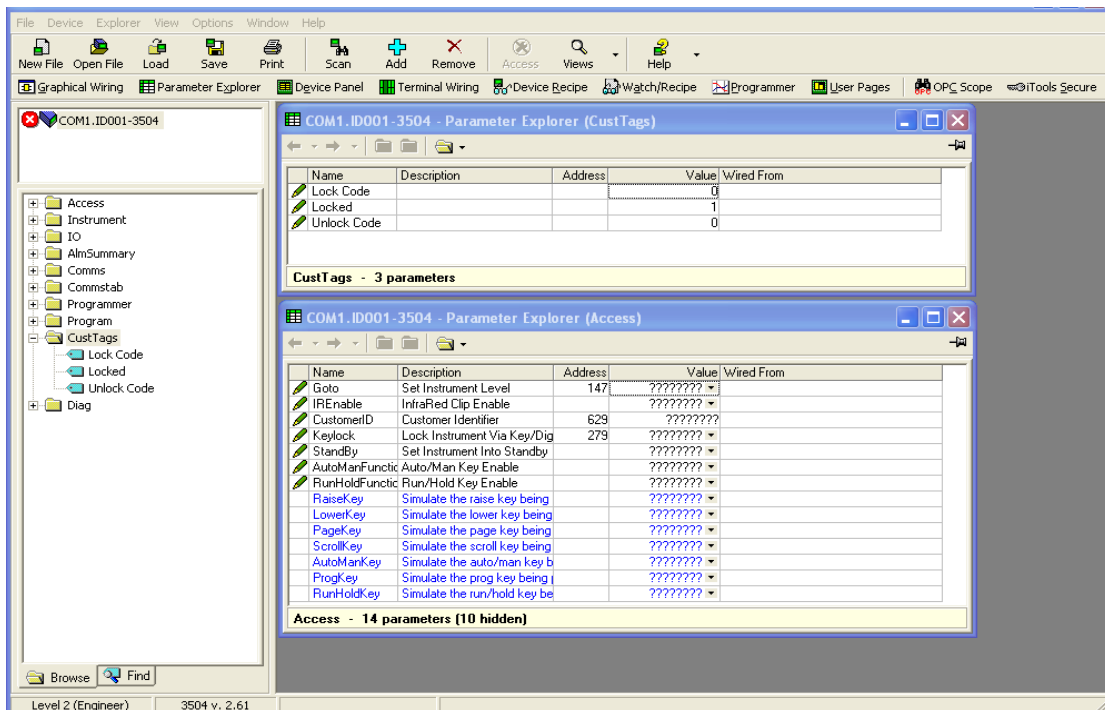 File Device Explorer View Options Window Help
New File Open File Load Save Print Scan Add Remove Access Views Help
Graphical Wiring Parameter Explorer Device Panel Terminal Wiring Device Recipe Watch/Recipe Programmer User Pages OPC Scope iTools Secure
COM1.ID001-3504
Access
Instrument
IO
AlmSummary
Comms
Commstab
Programmer
Program
CustTags
Lock Code
Locked
Unlock Code
Diag
Browse Find
COM1.ID001-3504 - Parameter Explorer (CustTags)
Name Description Address Value Wired From
Lock Code 0
Locked 1
Unlock Code 0
CustTags - 3 parameters
COM1.ID001-3504 - Parameter Explorer (Access)
Name Description Address Value Wired From
Goto Set Instrument Level 147 ????????
IREnable InfraRed Clip Enable ????????
CustomerID Customer Identifier 629 ????????
Keylock Lock Instrument Via Key/Dig 279 ????????
StandBy Set Instrument Into Standby ????????
AutoManFunctic Auto/Man Key Enable ????????
RunHoldFunctic Run/Hold Key Enable ????????
RaiseKey Simulate the raise key being ????????
LowerKey Simulate the lower key being ????????
PageKey Simulate the page key being ????????
ScrollKey Simulate the scroll key being ????????
AutoManKey Simulate the auto/man key b ????????
ProgKey Simulate the prog key being ????????
RunHoldKey Simulate the run/hold key be ????????
Access - 14 parameters (10 hidden)
Level 2 (Engineer) 3504 v. 2.61